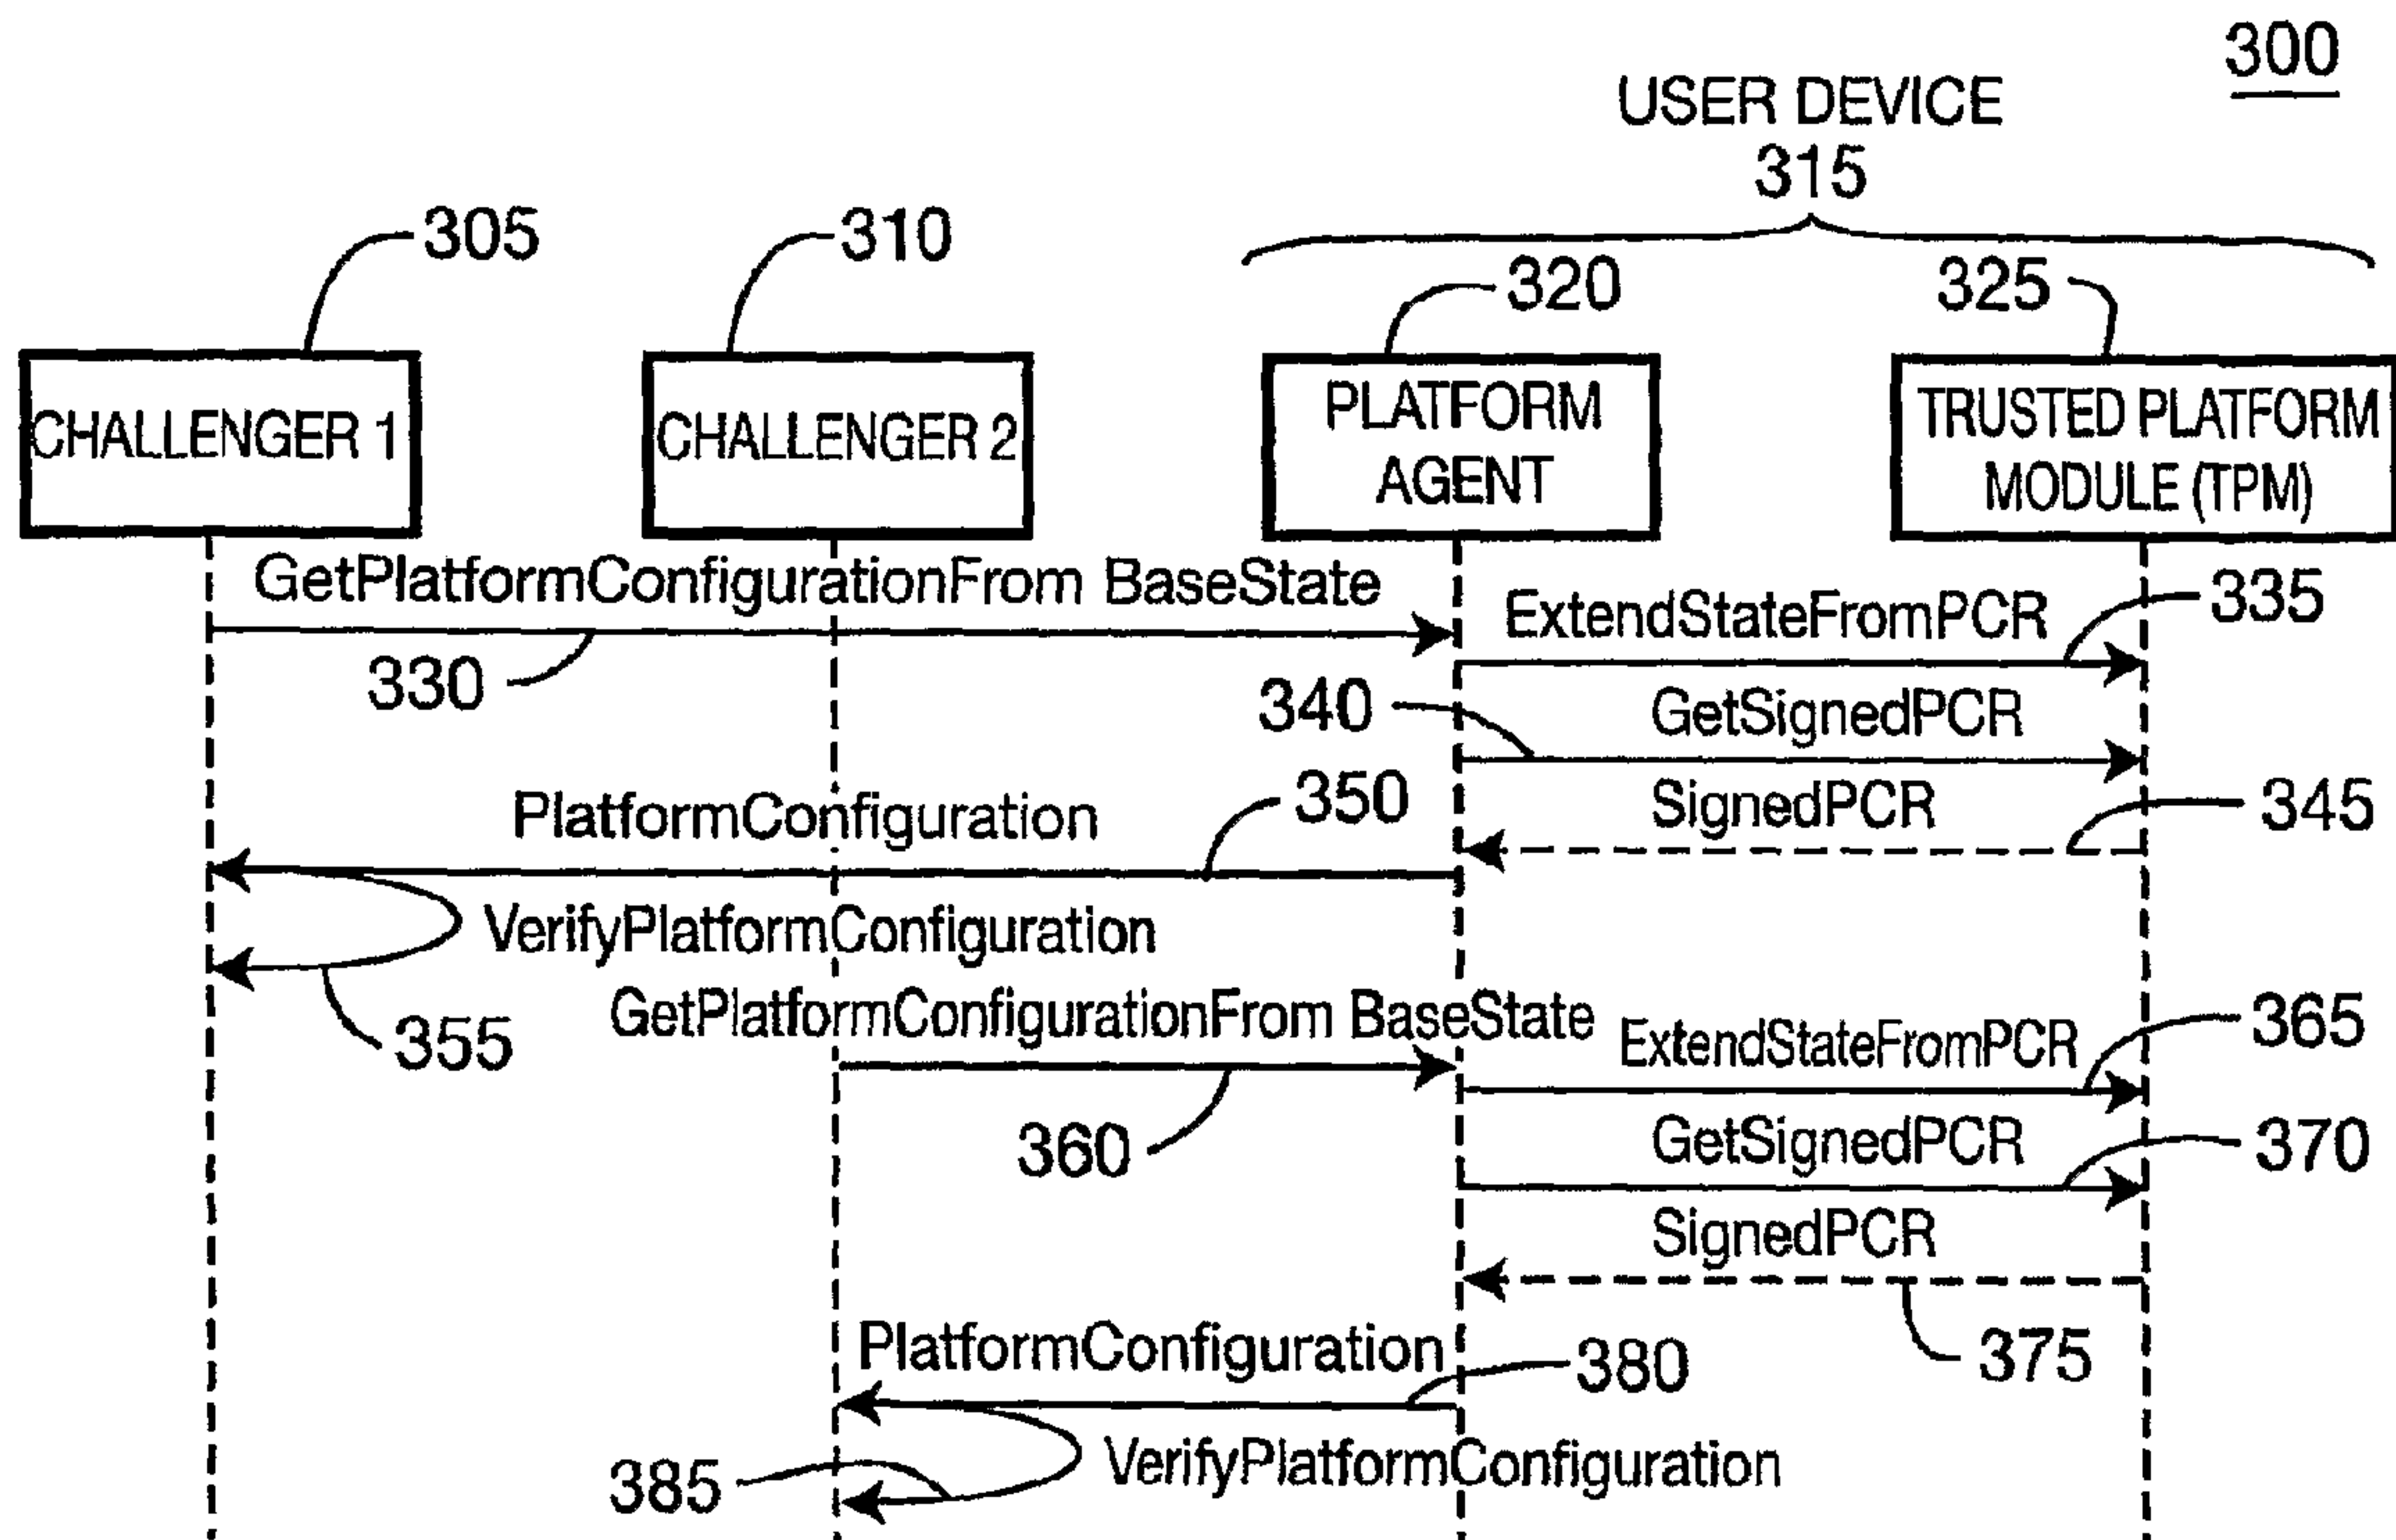 300
USER DEVICE
315
305
310
320
325
CHALLENGER 1
CHALLENGER 2
PLATFORM
AGENT
TRUSTED PLATFORM
MODULE (TPM)
GetPlatformConfigurationFrom BaseState
330
ExtendStateFromPCR
335
340
GetSignedPCR
SignedPCR
345
PlatformConfiguration
350
VerifyPlatformConfiguration
355
GetPlatformConfigurationFrom BaseState
360
ExtendStateFromPCR
365
GetSignedPCR
370
SignedPCR
375
PlatformConfiguration
380
VerifyPlatformConfiguration
385